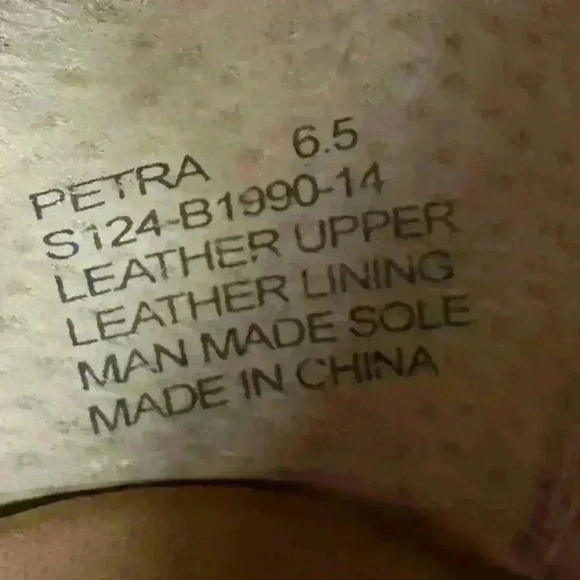 PETRA 6.5
S124-B1990-14
LEATHER UPPER
LEATHER LINING
MAN MADE SOLE
MADE IN CHINA